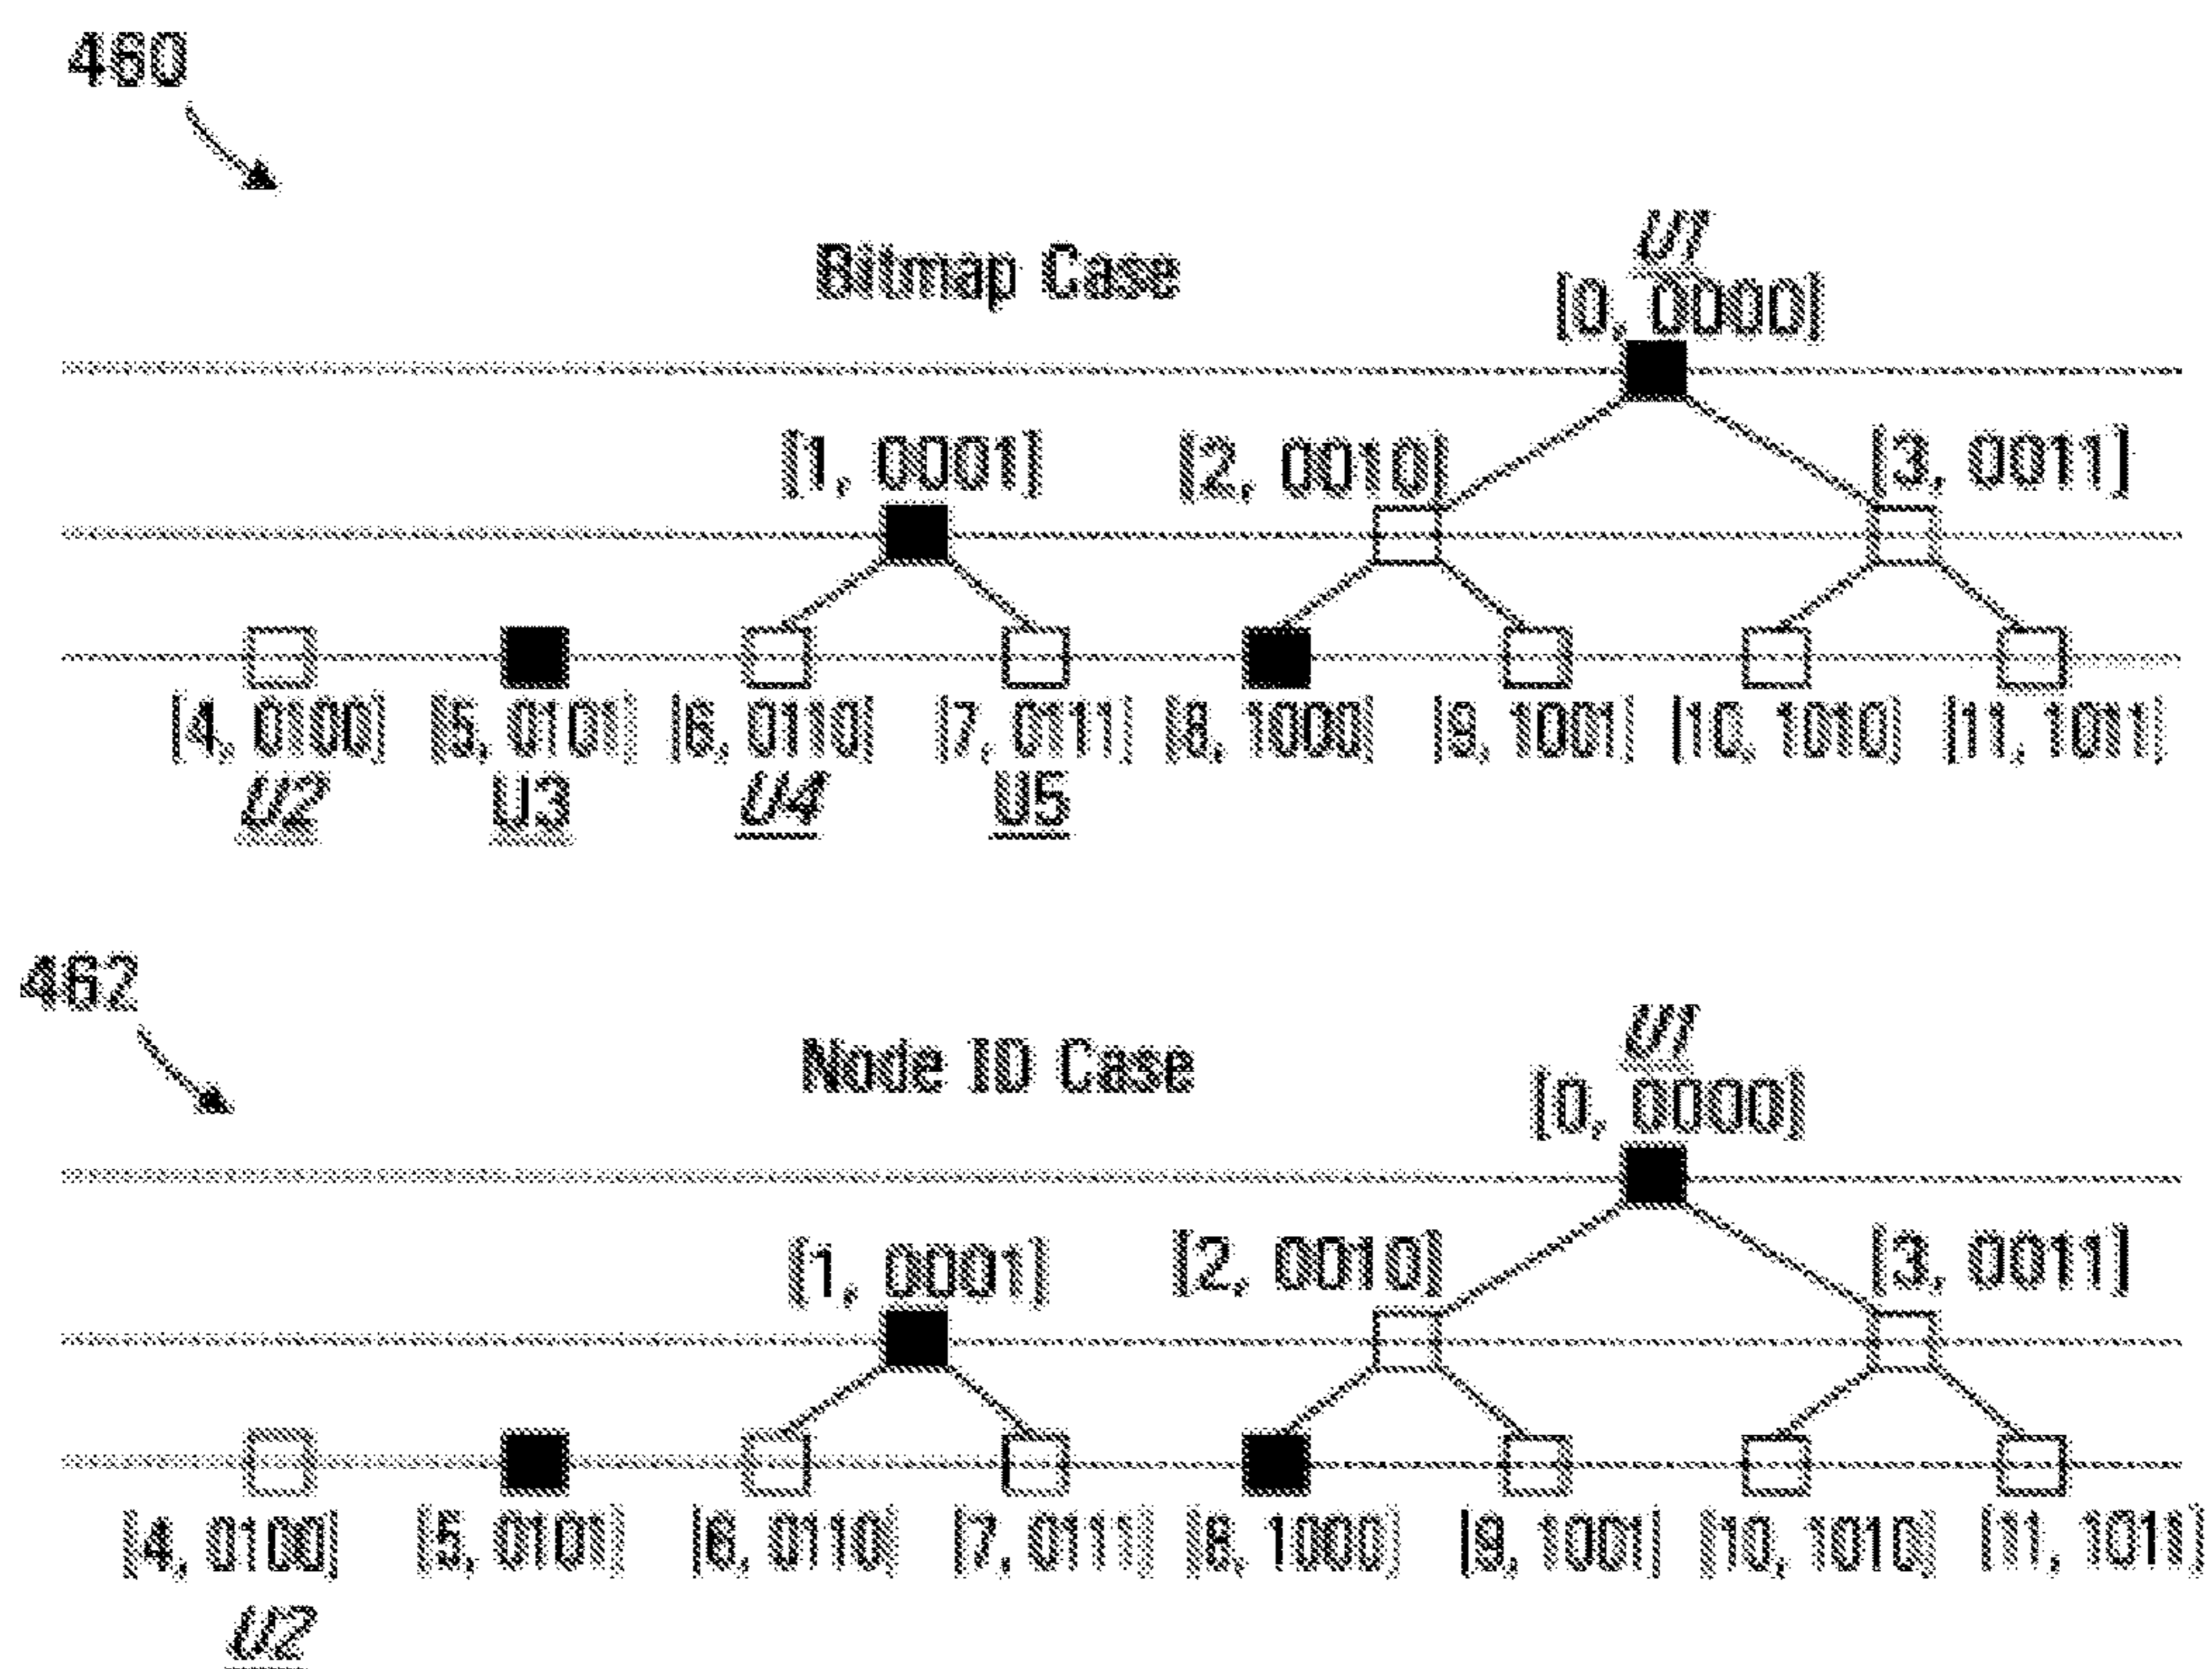 460
Bitmap Case
U1
[0, 0000]
[1, 0001] [2, 0010] [3, 0011]
[4, 0100] [5, 0101] [6, 0110] [7, 0111] [8, 1000] [9, 1001] [10, 1010] [11, 1011]
U2 U3 U4 U5
462
Node ID Case
U1
[0, 0000]
[1, 0001] [2, 0010] [3, 0011]
[4, 0100] [5, 0101] [6, 0110] [7, 0111] [8, 1000] [9, 1001] [10, 1010] [11, 1011]
U2